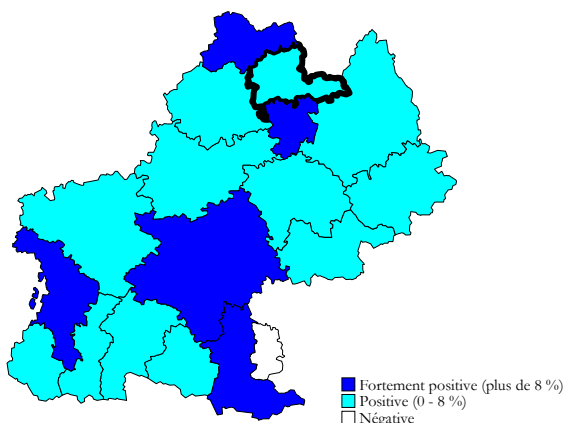 Fortement positive (plus de 8 %)
Positive (0 - 8 %)
Négative